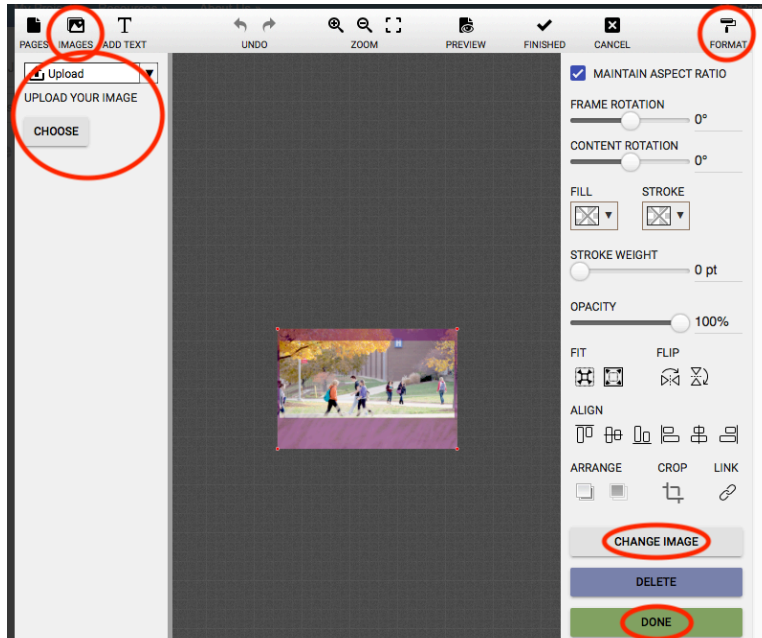 PAGES IMAGES ADD TEXT UNDO ZOOM PREVIEW FINISHED CANCEL FORMAT
Upload
UPLOAD YOUR IMAGE
CHOOSE
MAINTAIN ASPECT RATIO
FRAME ROTATION
0°
CONTENT ROTATION
0°
FILL STROKE
STROKE WEIGHT
0 pt
OPACITY
100%
FIT FLIP
ALIGN
ARRANGE CROP LINK
CHANGE IMAGE
DELETE
DONE